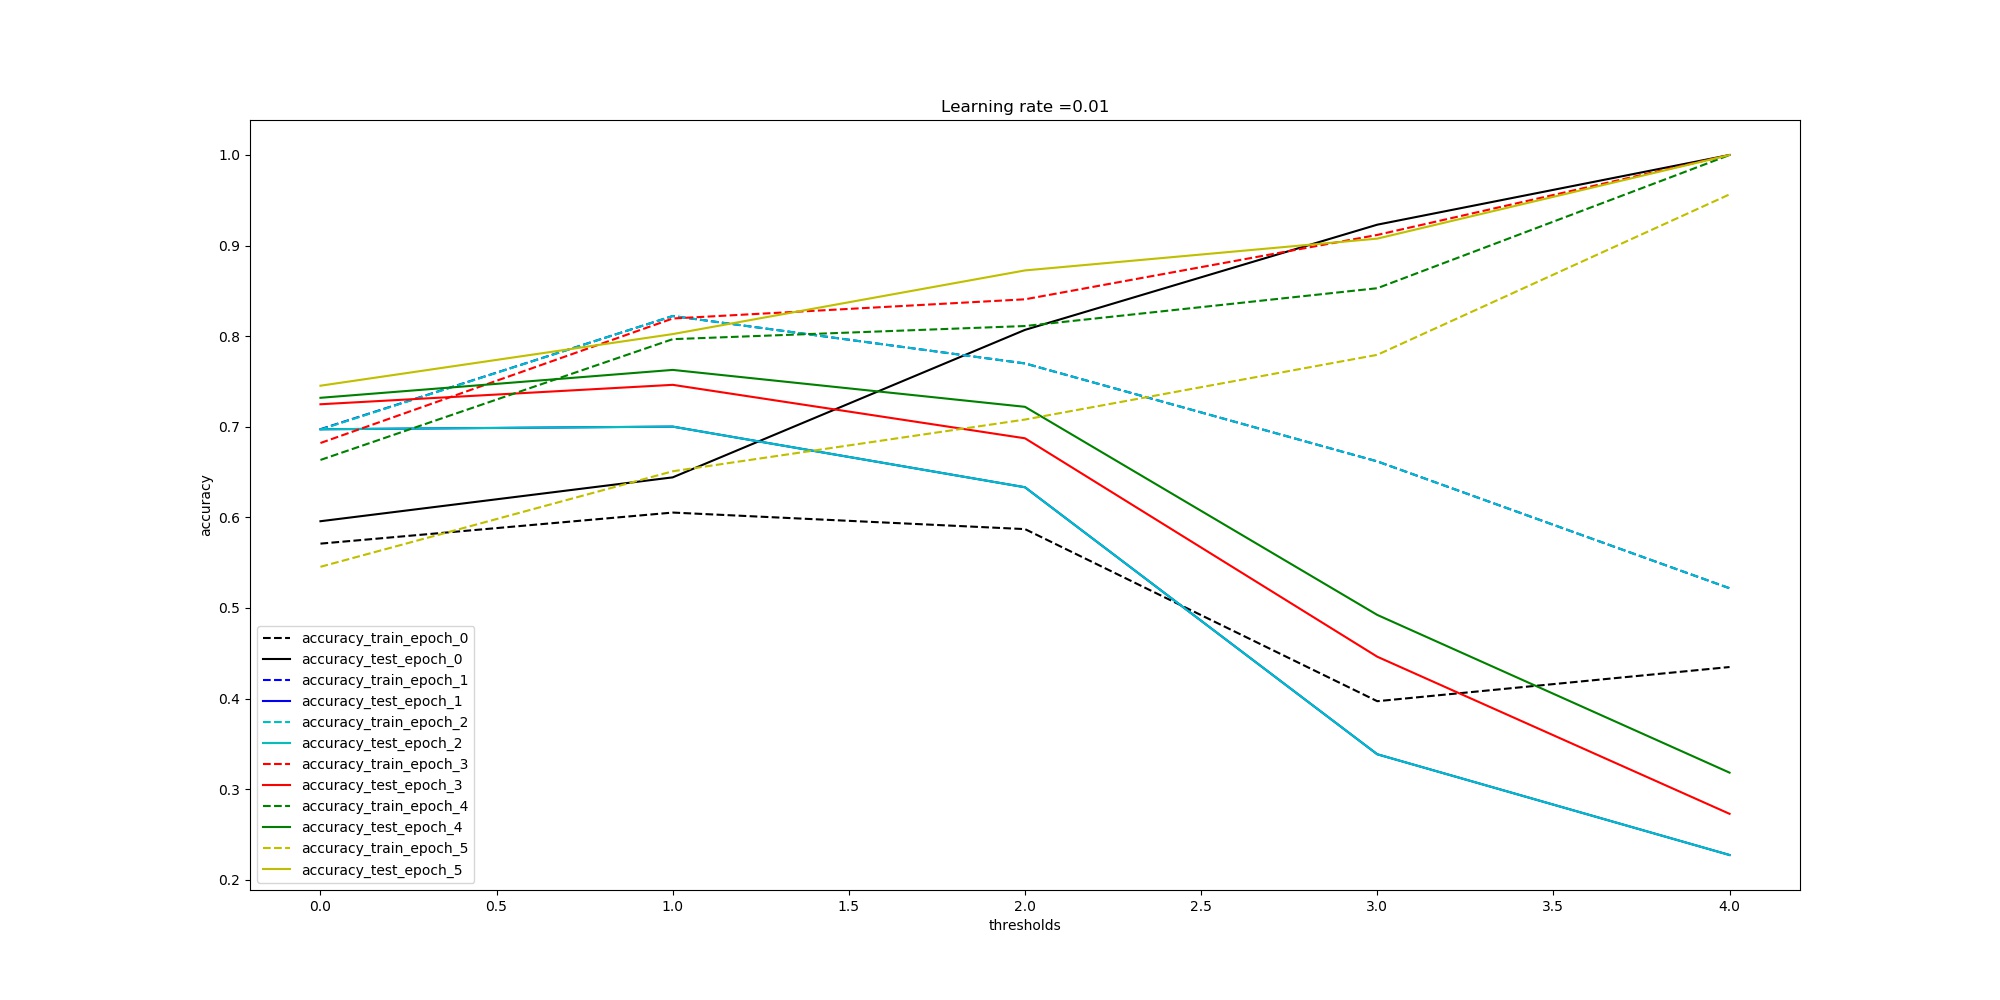 Learning rate =0.01
1.0
0.9
0.8
0.7
0.6
0.5
0.4
0.3
0.2
accuracy
accuracy_train_epoch_0
accuracy_test_epoch_0
accuracy_train_epoch_1
accuracy_test_epoch_1
accuracy_train_epoch_2
accuracy_test_epoch_2
accuracy_train_epoch_3
accuracy_test_epoch_3
accuracy_train_epoch_4
accuracy_test_epoch_4
accuracy_train_epoch_5
accuracy_test_epoch_5
0.0 0.5 1.0 1.5 2.0 2.5 3.0 3.5 4.0
thresholds